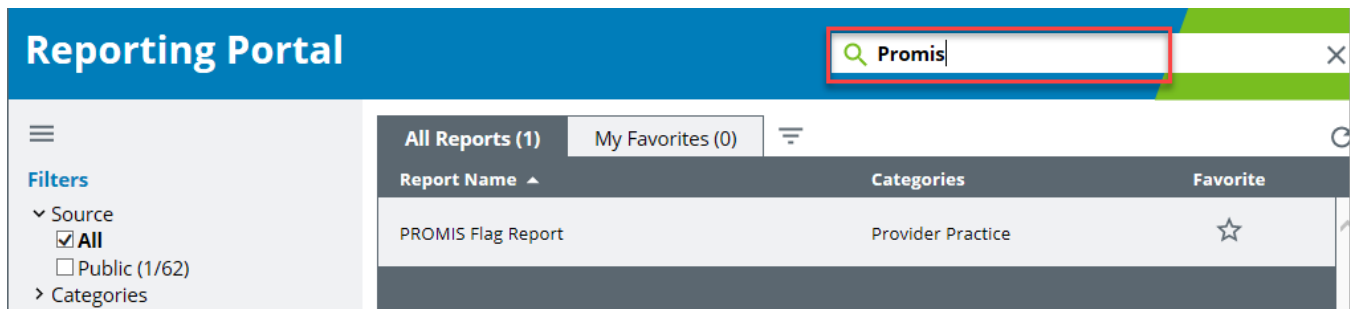 Reporting Portal
Promis
All Reports (1)
My Favorites (0)
Filters
Report Name
Categories
Favorite
Source
All
PROMIS Flag Report
Provider Practice
Public (1/62)
Categories